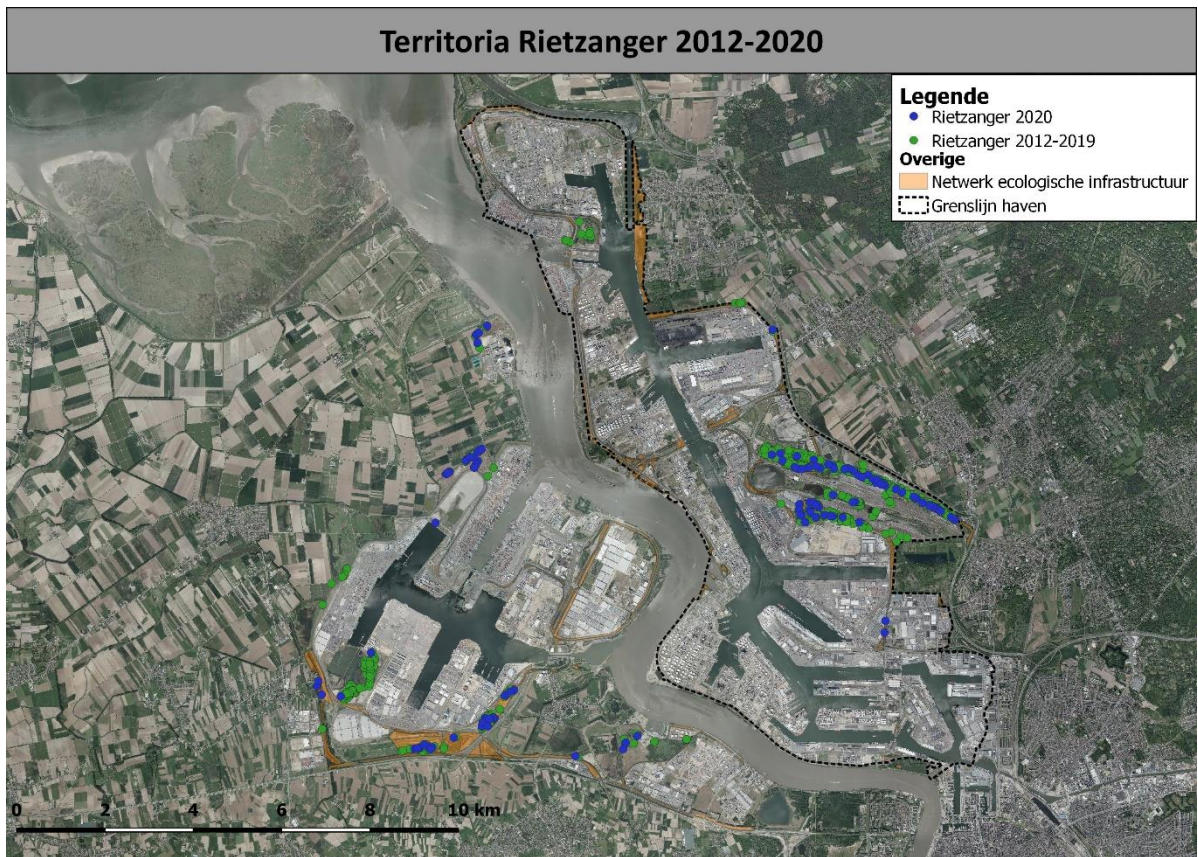 Territoria Rietzanger 2012-2020
Legende
Rietzanger 2020
Rietzanger 2012-2019
Overige
Netwerk ecologische infrastructuur
Grenslijn haven
0 2 4 6 8 10 km